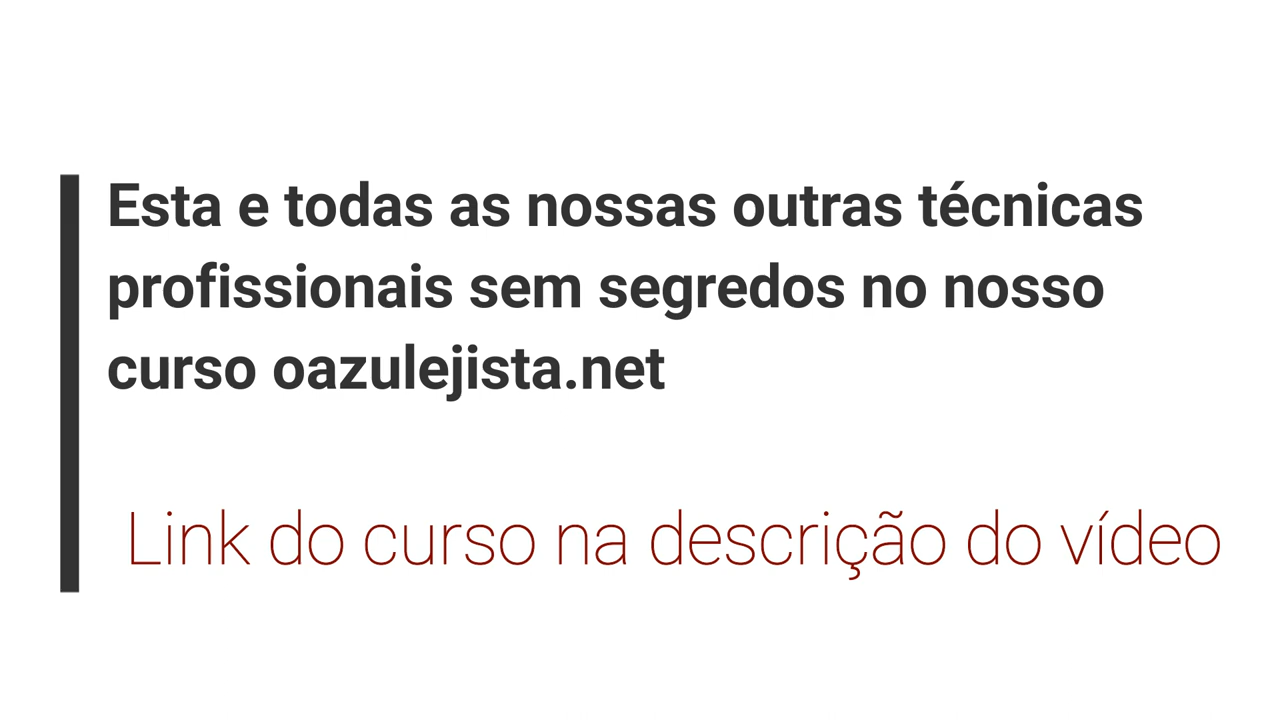 Esta e todas as nossas outras técnicas
profissionais sem segredos no nosso
curso oazulejista.net
Link do curso na descrição do vídeo